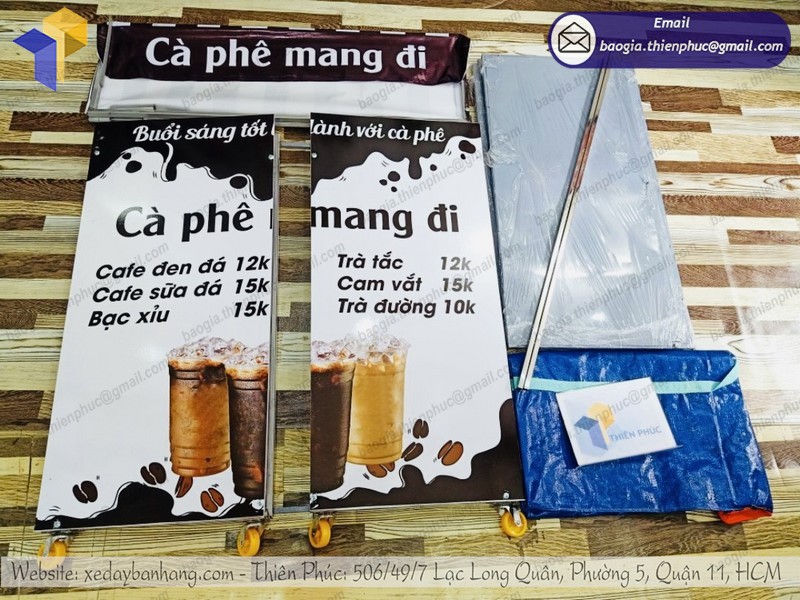 Email
baogia.thienphuc@gmail.com
Cà phê mang đi
Buổi sáng tốt lành với cà phê
Cà phê mang đi
Cafe đen đá 12k
Cafe sữa đá 15k
Bạc xỉu 15k
Trà tắc 12k
Cam vắt 15k
Trà đường 10k
THIÊN PHÚC
Website: xedaybanhang.com - Thiên Phúc: 506/49/7 Lạc Long Quân, Phường 5, Quận 11, HCM